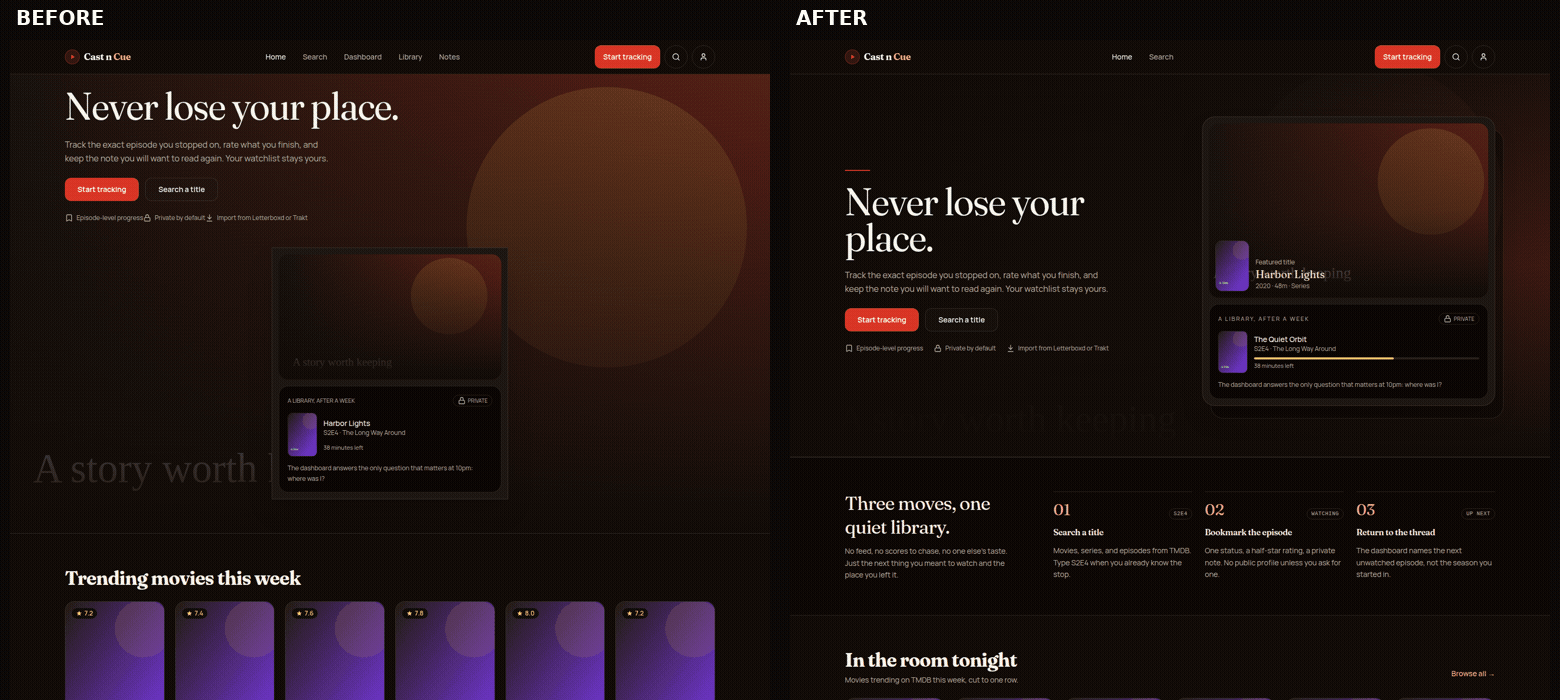 BEFORE
Cast n Cue
Home Search Dashboard Library Notes
Start tracking
Never lose your place.
Track the exact episode you stopped on, rate what you finish, and
keep the note you will want to read again. Your watchlist stays yours.
Start tracking
Search a title
Episode-level progress Private by default Import from Letterboxd or Trakt
A story worth keeping
A LIBRARY, AFTER A WEEK
PRIVATE
Harbor Lights
S2E4 · The Long Way Around
38 minutes left
The dashboard answers the only question that matters at 10pm:
where was I?
A story worth
Trending movies this week
★ 7.2
★ 7.4
★ 7.6
★ 7.8
★ 8.0
★ 7.2
AFTER
Cast n Cue
Home Search
Start tracking
Never lose your
place.
Track the exact episode you stopped on, rate what you finish, and
keep the note you will want to read again. Your watchlist stays yours.
Start tracking
Search a title
Episode-level progress Private by default Import from Letterboxd or Trakt
Featured title
Harbor Lights
2020 · 48m · Series
A LIBRARY, AFTER A WEEK
PRIVATE
The Quiet Orbit
S2E4 · The Long Way Around
38 minutes left
The dashboard answers the only question that matters at 10pm: where was I?
Three moves, one
quiet library.
No feed, no scores to chase, no one else's taste.
Just the next thing you meant to watch and the
place you left it.
01
S2E4
Search a title
Movies, series, and episodes from TMDB.
Type S2E4 when you already know the
stop.
02
WATCHING
Bookmark the episode
One status, a half-star rating, a private
note. No public profile unless you ask for
one.
03
UP NEXT
Return to the thread
The dashboard names the next
unwatched episode, not the season you
started in.
In the room tonight
Movies trending on TMDB this week, cut to one row.
Browse all →